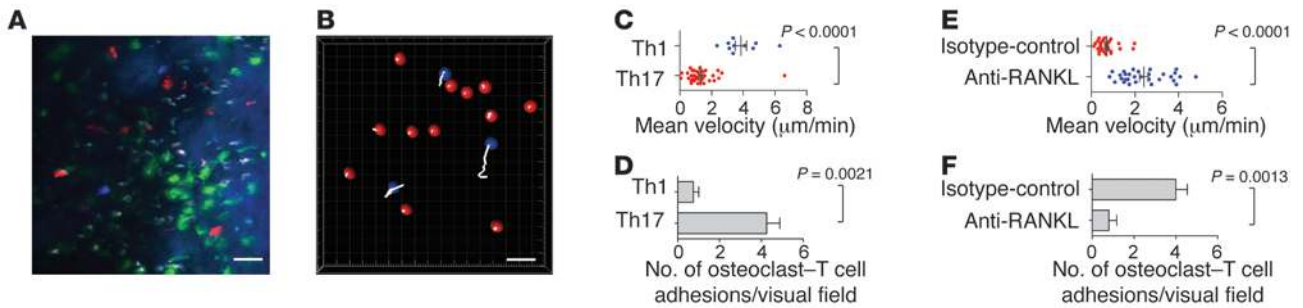 A
B
C
Th1
Th17
P < 0.0001
0 2 4 6 8
Mean velocity (μm/min)
D
Th1
Th17
P = 0.0021
0 2 4 6
No. of osteoclast–T cell
adhesions/visual field
E
Isotype-control
Anti-RANKL
P < 0.0001
0 2 4 6
Mean velocity (μm/min)
F
Isotype-control
Anti-RANKL
P = 0.0013
0 2 4 6
No. of osteoclast–T cell
adhesions/visual field